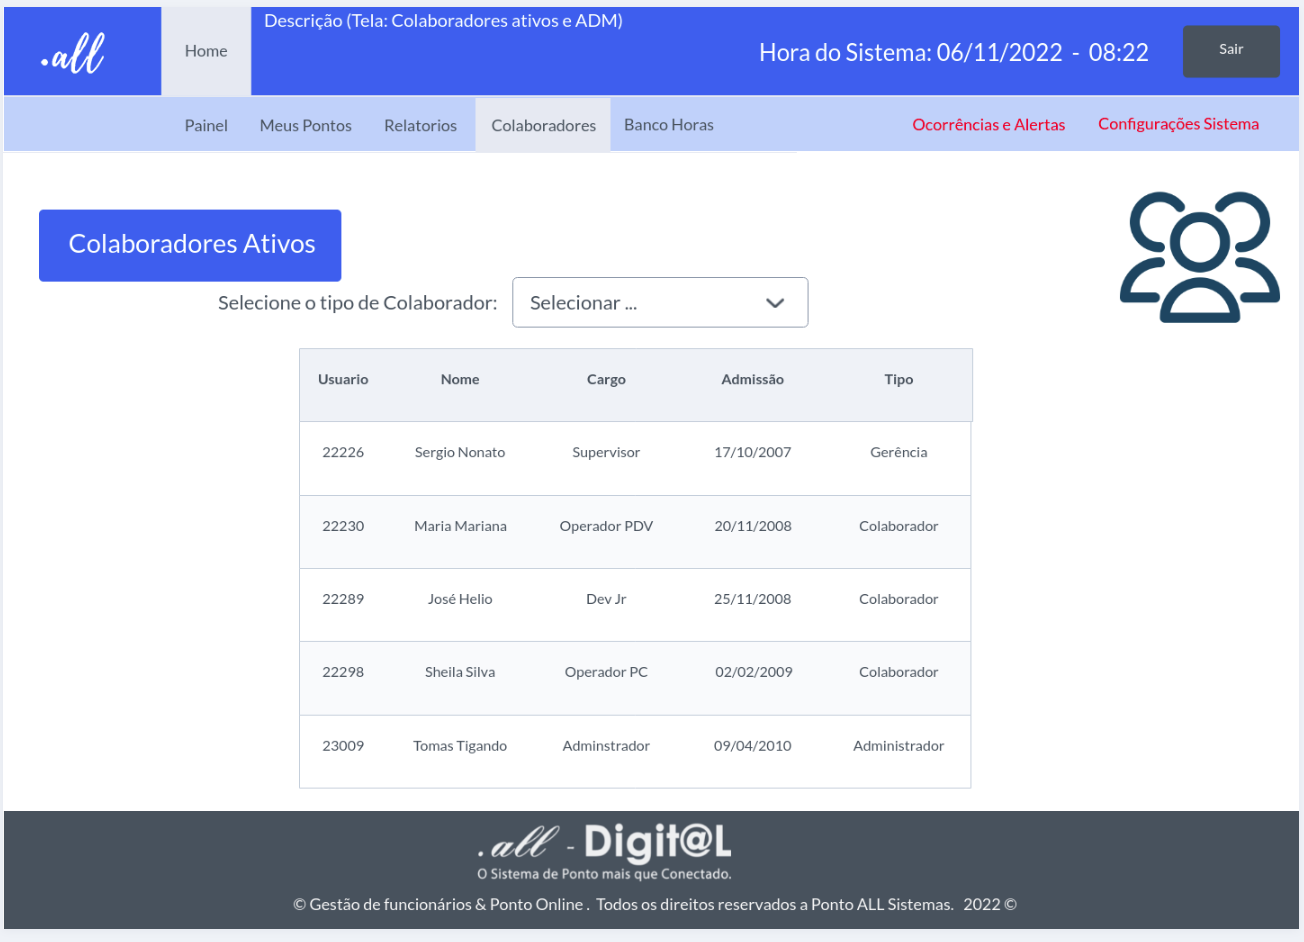 .all
Home
Descrição (Tela: Colaboradores ativos e ADM)
Hora do Sistema: 06/11/2022 - 08:22
Sair
Painel Meus Pontos Relatorios Colaboradores Banco Horas Ocorrências e Alertas Configurações Sistema
Colaboradores Ativos
Selecione o tipo de Colaborador: Selecionar ...
Usuario Nome Cargo Admissão Tipo
22226 Sergio Nonato Supervisor 17/10/2007 Gerência
22230 Maria Mariana Operador PDV 20/11/2008 Colaborador
22289 José Helio Dev Jr 25/11/2008 Colaborador
22298 Sheila Silva Operador PC 02/02/2009 Colaborador
23009 Tomas Tigando Adminstrador 09/04/2010 Administrador
.all - Digit@L
O Sistema de Ponto mais que Conectado.
© Gestão de funcionários & Ponto Online . Todos os direitos reservados a Ponto ALL Sistemas. 2022 ©